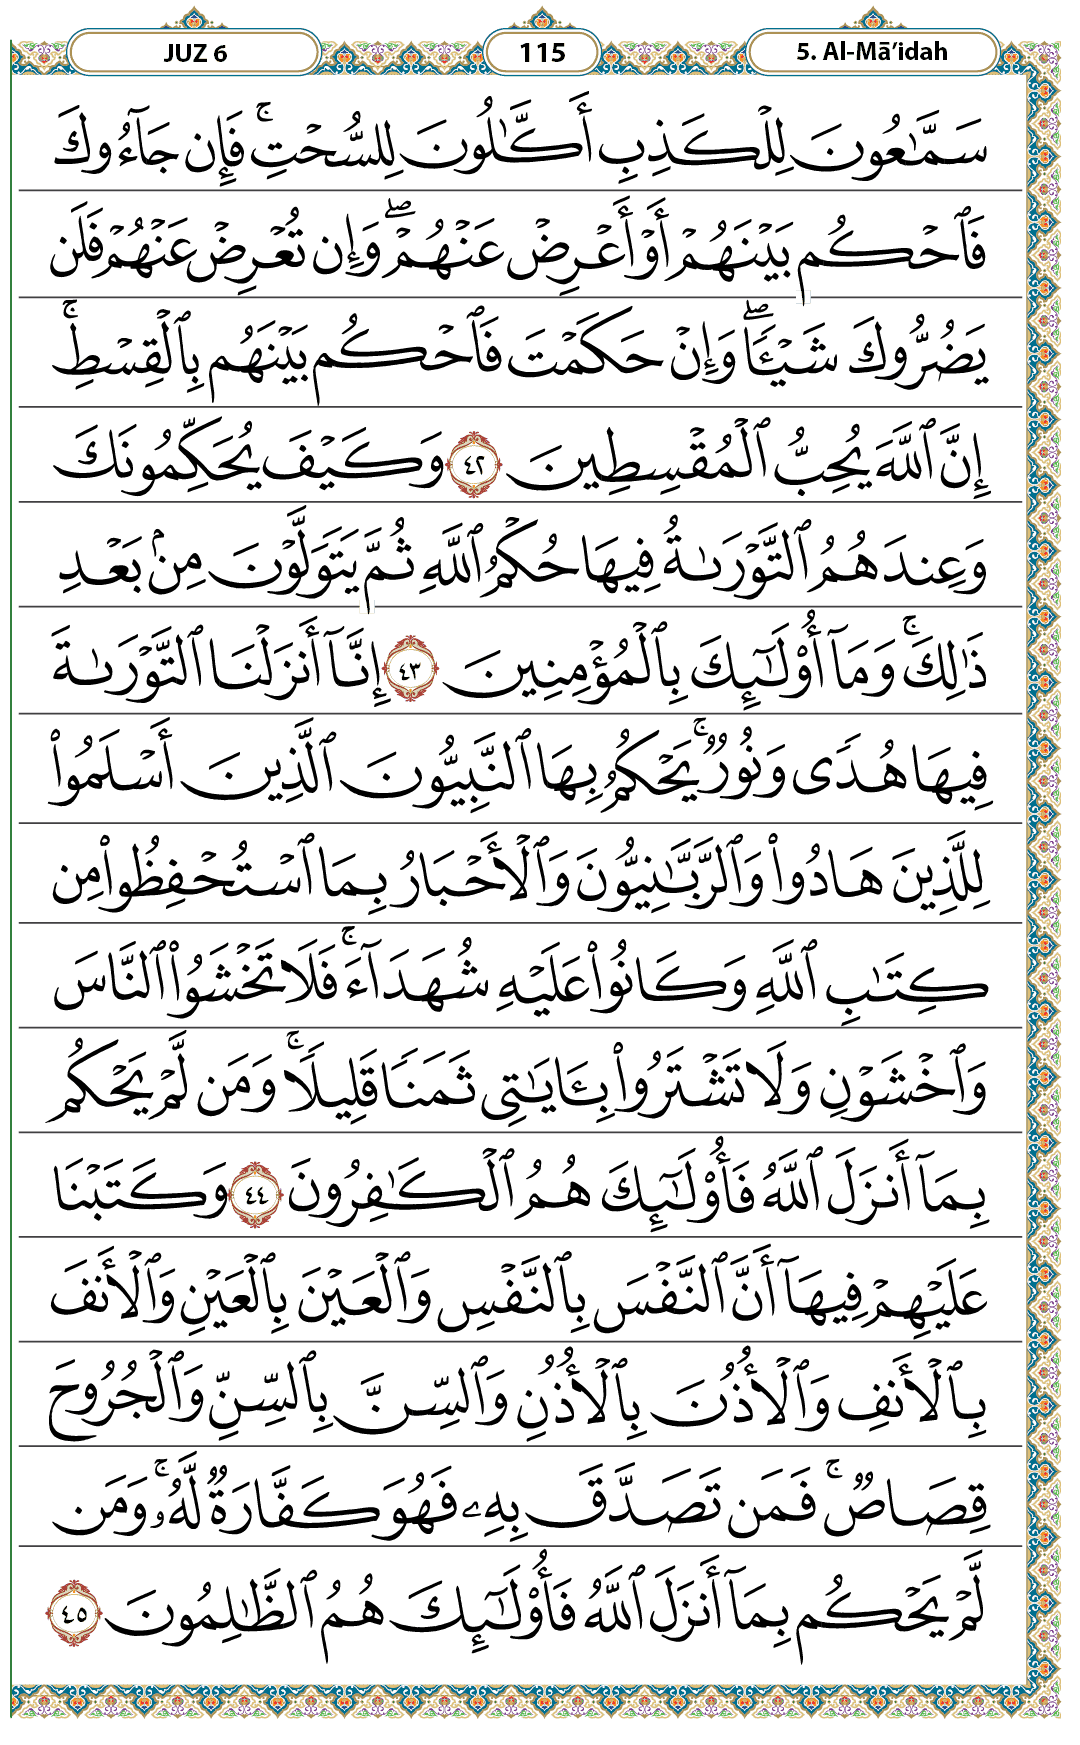 JUZ 6 115 5. Al-Mā’idah
سَمَّـٰعُونَ لِلْكَذِبِ أَكَّـٰلُونَ لِلسُّحْتِ ۚ فَإِن جَآءُوكَ
فَٱحْكُم بَيْنَهُمْ أَوْ أَعْرِضْ عَنْهُمْ ۖ وَإِن تُعْرِضْ عَنْهُمْ فَلَن
يَضُرُّوكَ شَيْـًٔا ۖ وَإِنْ حَكَمْتَ فَٱحْكُم بَيْنَهُم بِٱلْقِسْطِ ۚ
إِنَّ ٱللَّهَ يُحِبُّ ٱلْمُقْسِطِينَ ٤٢ وَكَيْفَ يُحَكِّمُونَكَ
وَعِندَهُمُ ٱلتَّوْرَىٰةُ فِيهَا حُكْمُ ٱللَّهِ ثُمَّ يَتَوَلَّوْنَ مِنۢ بَعْدِ
ذَٰلِكَ ۚ وَمَآ أُو۟لَـٰٓئِكَ بِٱلْمُؤْمِنِينَ ٤٣ إِنَّآ أَنزَلْنَا ٱلتَّوْرَىٰةَ
فِيهَا هُدًى وَنُورٌ ۚ يَحْكُمُ بِهَا ٱلنَّبِيُّونَ ٱلَّذِينَ أَسْلَمُوا۟
لِلَّذِينَ هَادُوا۟ وَٱلرَّبَّـٰنِيُّونَ وَٱلْأَحْبَارُ بِمَا ٱسْتُحْفِظُوا۟ مِن
كِتَـٰبِ ٱللَّهِ وَكَانُوا۟ عَلَيْهِ شُهَدَآءَ ۚ فَلَا تَخْشَوُا۟ ٱلنَّاسَ
وَٱخْشَوْنِ وَلَا تَشْتَرُوا۟ بِـَٔايَـٰتِى ثَمَنًا قَلِيلًا ۚ وَمَن لَّمْ يَحْكُم
بِمَآ أَنزَلَ ٱللَّهُ فَأُو۟لَـٰٓئِكَ هُمُ ٱلْكَـٰفِرُونَ ٤٤ وَكَتَبْنَا
عَلَيْهِمْ فِيهَآ أَنَّ ٱلنَّفْسَ بِٱلنَّفْسِ وَٱلْعَيْنَ بِٱلْعَيْنِ وَٱلْأَنفَ
بِٱلْأَنفِ وَٱلْأُذُنَ بِٱلْأُذُنِ وَٱلسِّنَّ بِٱلسِّنِّ وَٱلْجُرُوحَ
قِصَاصٌ ۚ فَمَن تَصَدَّقَ بِهِۦ فَهُوَ كَفَّارَةٌ لَّهُۥ ۚ وَمَن
لَّمْ يَحْكُم بِمَآ أَنزَلَ ٱللَّهُ فَأُو۟لَـٰٓئِكَ هُمُ ٱلظَّـٰلِمُونَ ٤٥